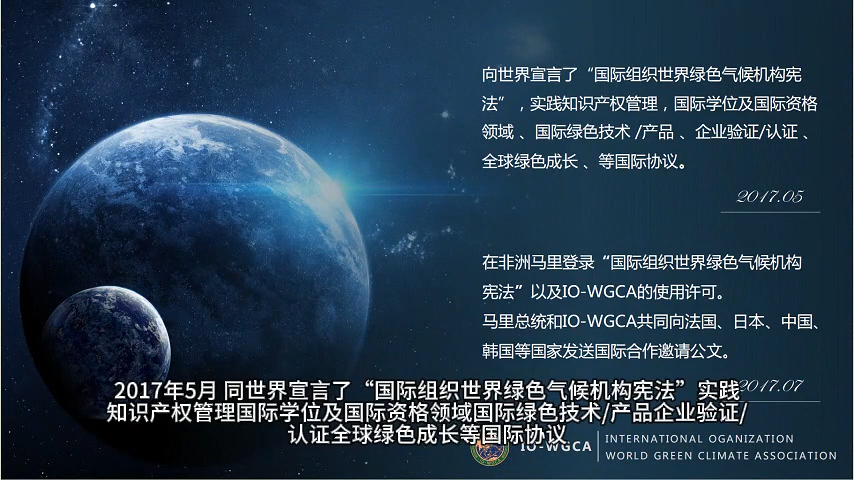 向世界宣言了“国际组织世界绿色气候机构宪
法”，实践知识产权管理，国际学位及国际资格
领域 、国际绿色技术 /产品 、企业验证/认证 、
全球绿色成长 、等国际协议。
2017.05
在非洲马里登录“国际组织世界绿色气候机构
宪法”以及IO-WGCA的使用许可。
马里总统和IO-WGCA共同向法国、日本、中国、
韩国等国家发送国际合作邀请公文。
2017.07
2017年5月 同世界宣言了“国际组织世界绿色气候机构宪法”实践
知识产权管理国际学位及国际资格领域国际绿色技术/产品企业验证/
认证全球绿色成长等国际协议
IO-WGCA
INTERNATIONAL OGANIZATION
WORLD GREEN CLIMATE ASSOCIATION